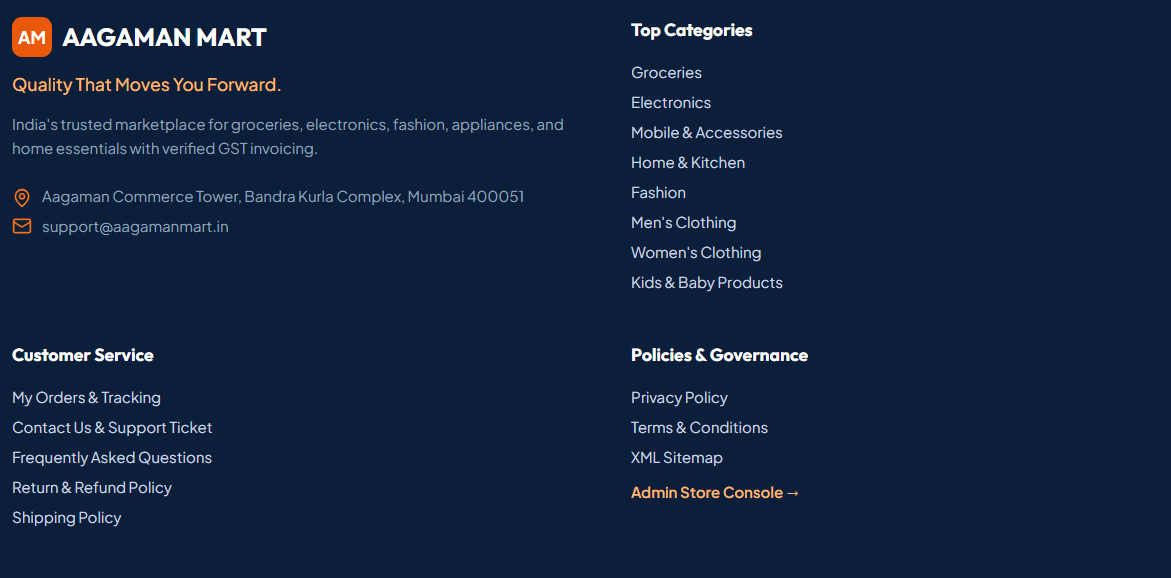 AM AAGAMAN MART
Quality That Moves You Forward.
India's trusted marketplace for groceries, electronics, fashion, appliances, and
home essentials with verified GST invoicing.
Aagaman Commerce Tower, Bandra Kurla Complex, Mumbai 400051
support@aagamanmart.in
Top Categories
Groceries
Electronics
Mobile & Accessories
Home & Kitchen
Fashion
Men's Clothing
Women's Clothing
Kids & Baby Products
Customer Service
My Orders & Tracking
Contact Us & Support Ticket
Frequently Asked Questions
Return & Refund Policy
Shipping Policy
Policies & Governance
Privacy Policy
Terms & Conditions
XML Sitemap
Admin Store Console →